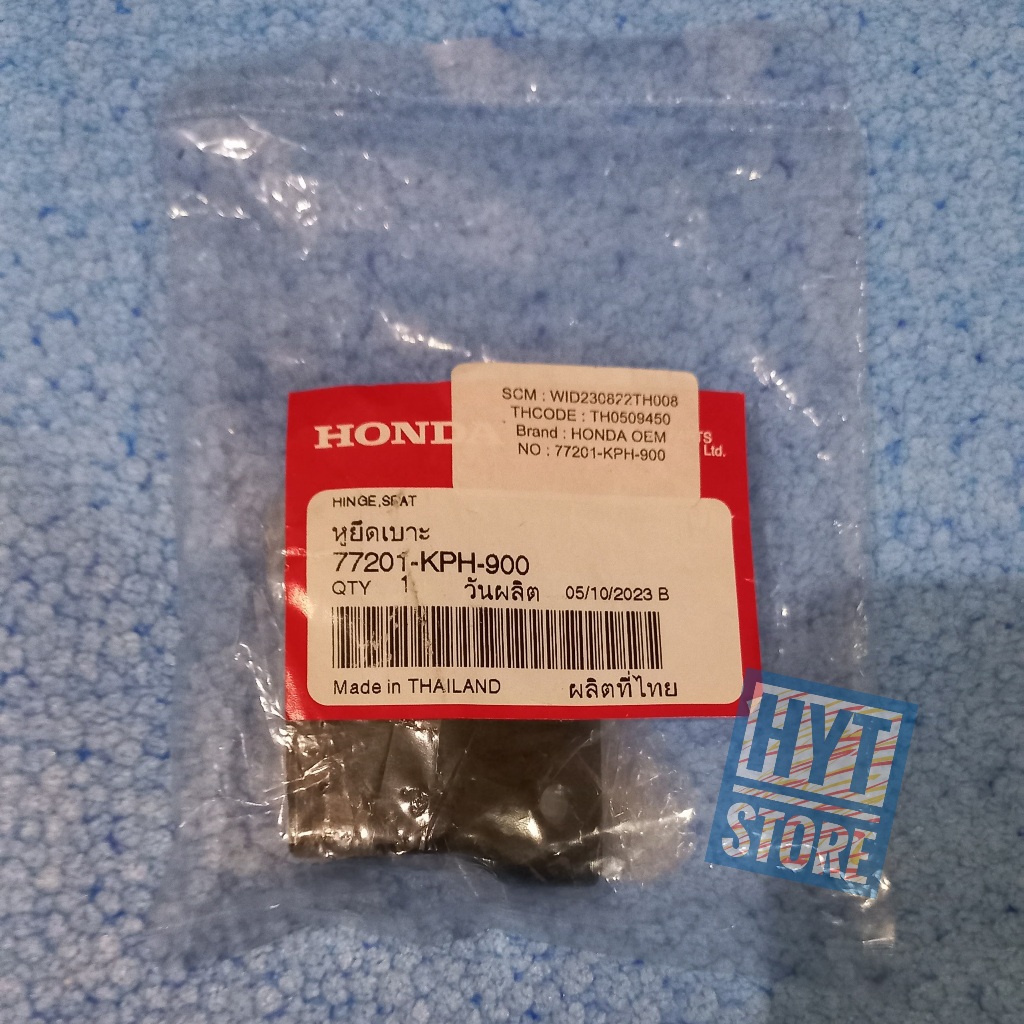 SCM : WID230822TH008
THCODE : TH0509450
Brand : HONDA OEM
NO : 77201-KPH-900
HONDA
Ltd.
HINGE,SEAT
หูยึดเบาะ
77201-KPH-900
QTY 1 วันผลิต 05/10/2023 B
Made in THAILAND ผลิตที่ไทย
HYT
STORE